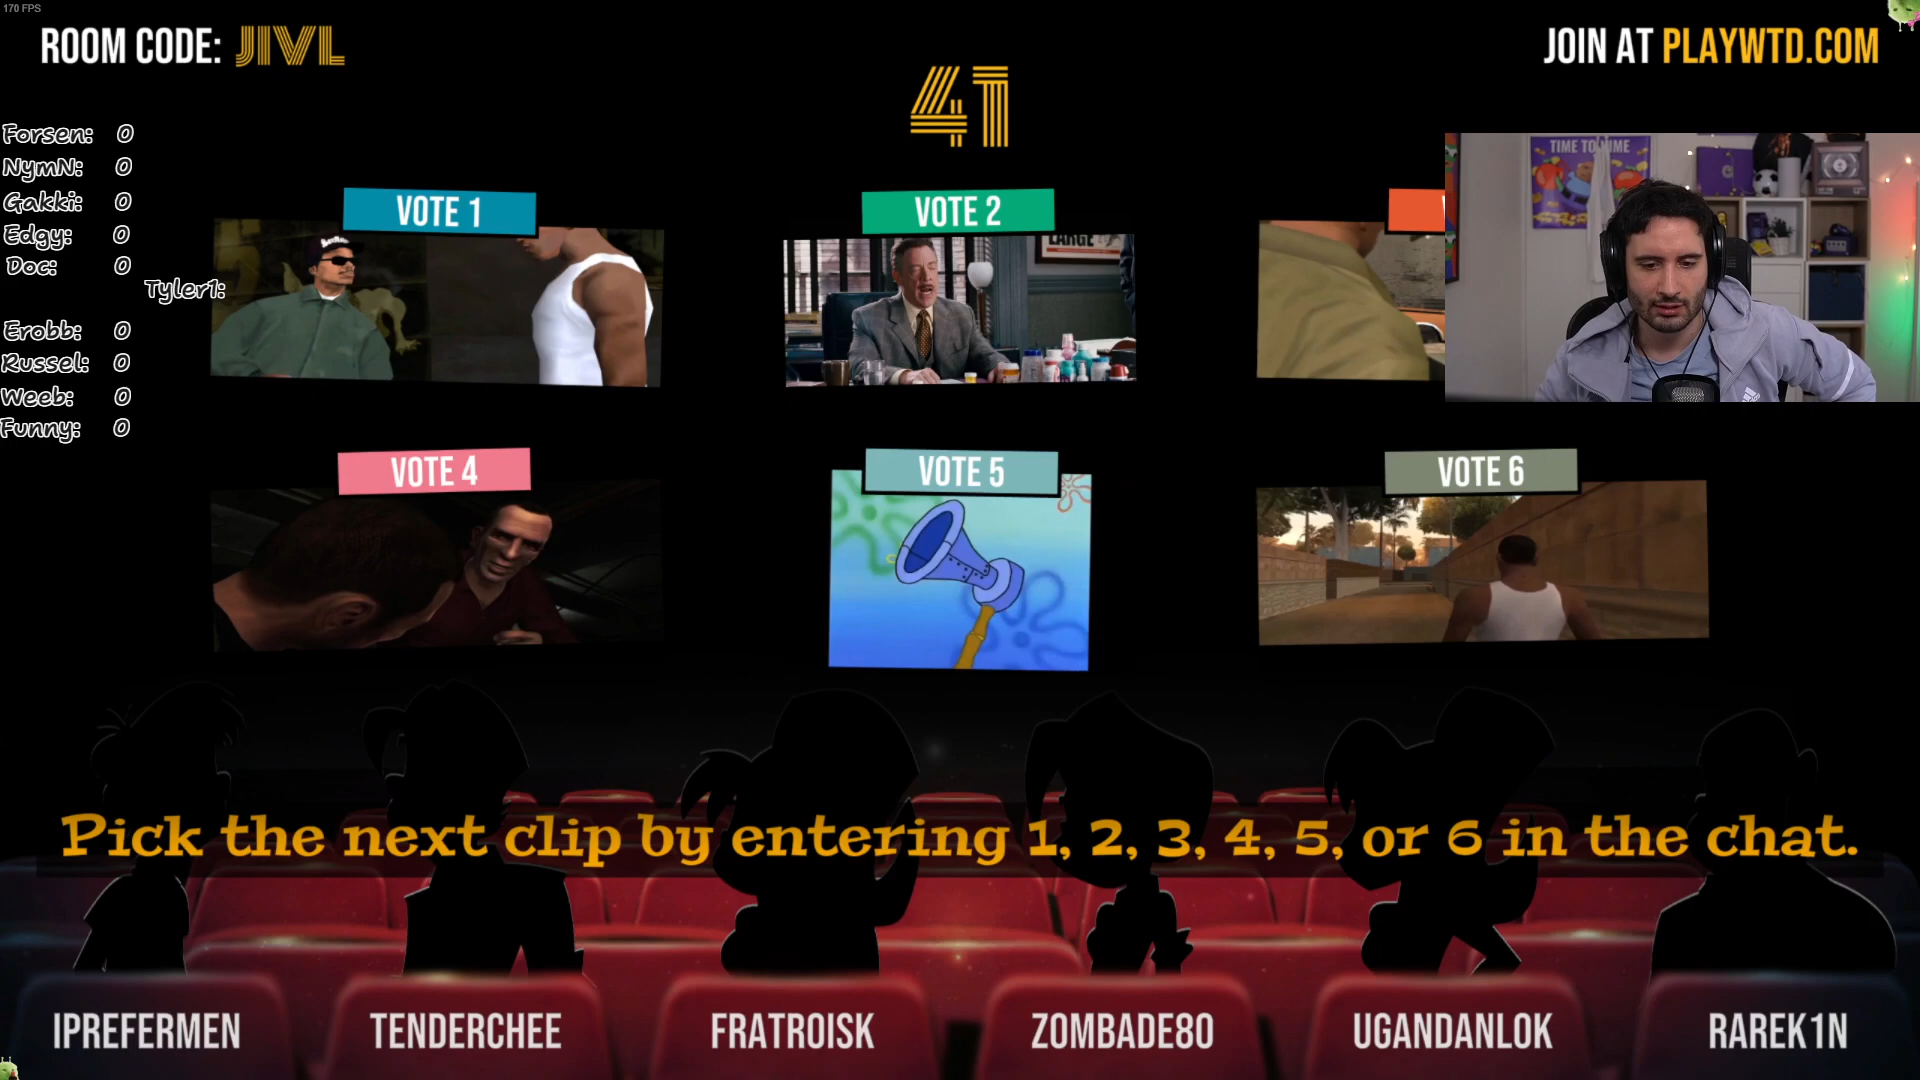 170 FPS
ROOM CODE: JIVL
JOIN AT PLAYWTD.COM
41
Forsen: 0
NymN: 0
Gakki: 0
Edgy: 0
Doc: 0
Tyler1:
Erobb: 0
Russel: 0
Weeb: 0
Funny: 0
VOTE 1
VOTE 2
LARGE
VOTE 4
VOTE 5
VOTE 6
Pick the next clip by entering 1, 2, 3, 4, 5, or 6 in the chat.
IPREFERMEN
TENDERCHEE
FRATROISK
ZOMBADE80
UGANDANLOK
RAREK1N